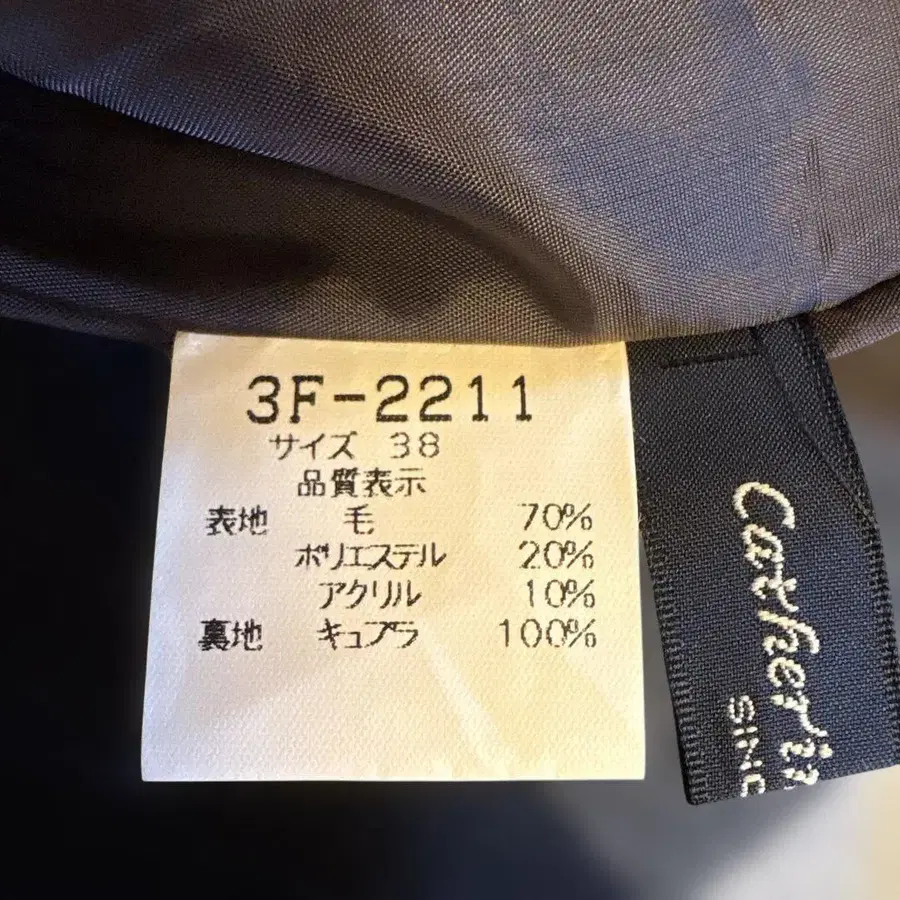 3F-2211
サイズ 38
品質表示
表地 毛 70%
ポリエステル 20%
アクリル 10%
裏地 キュプラ 100%